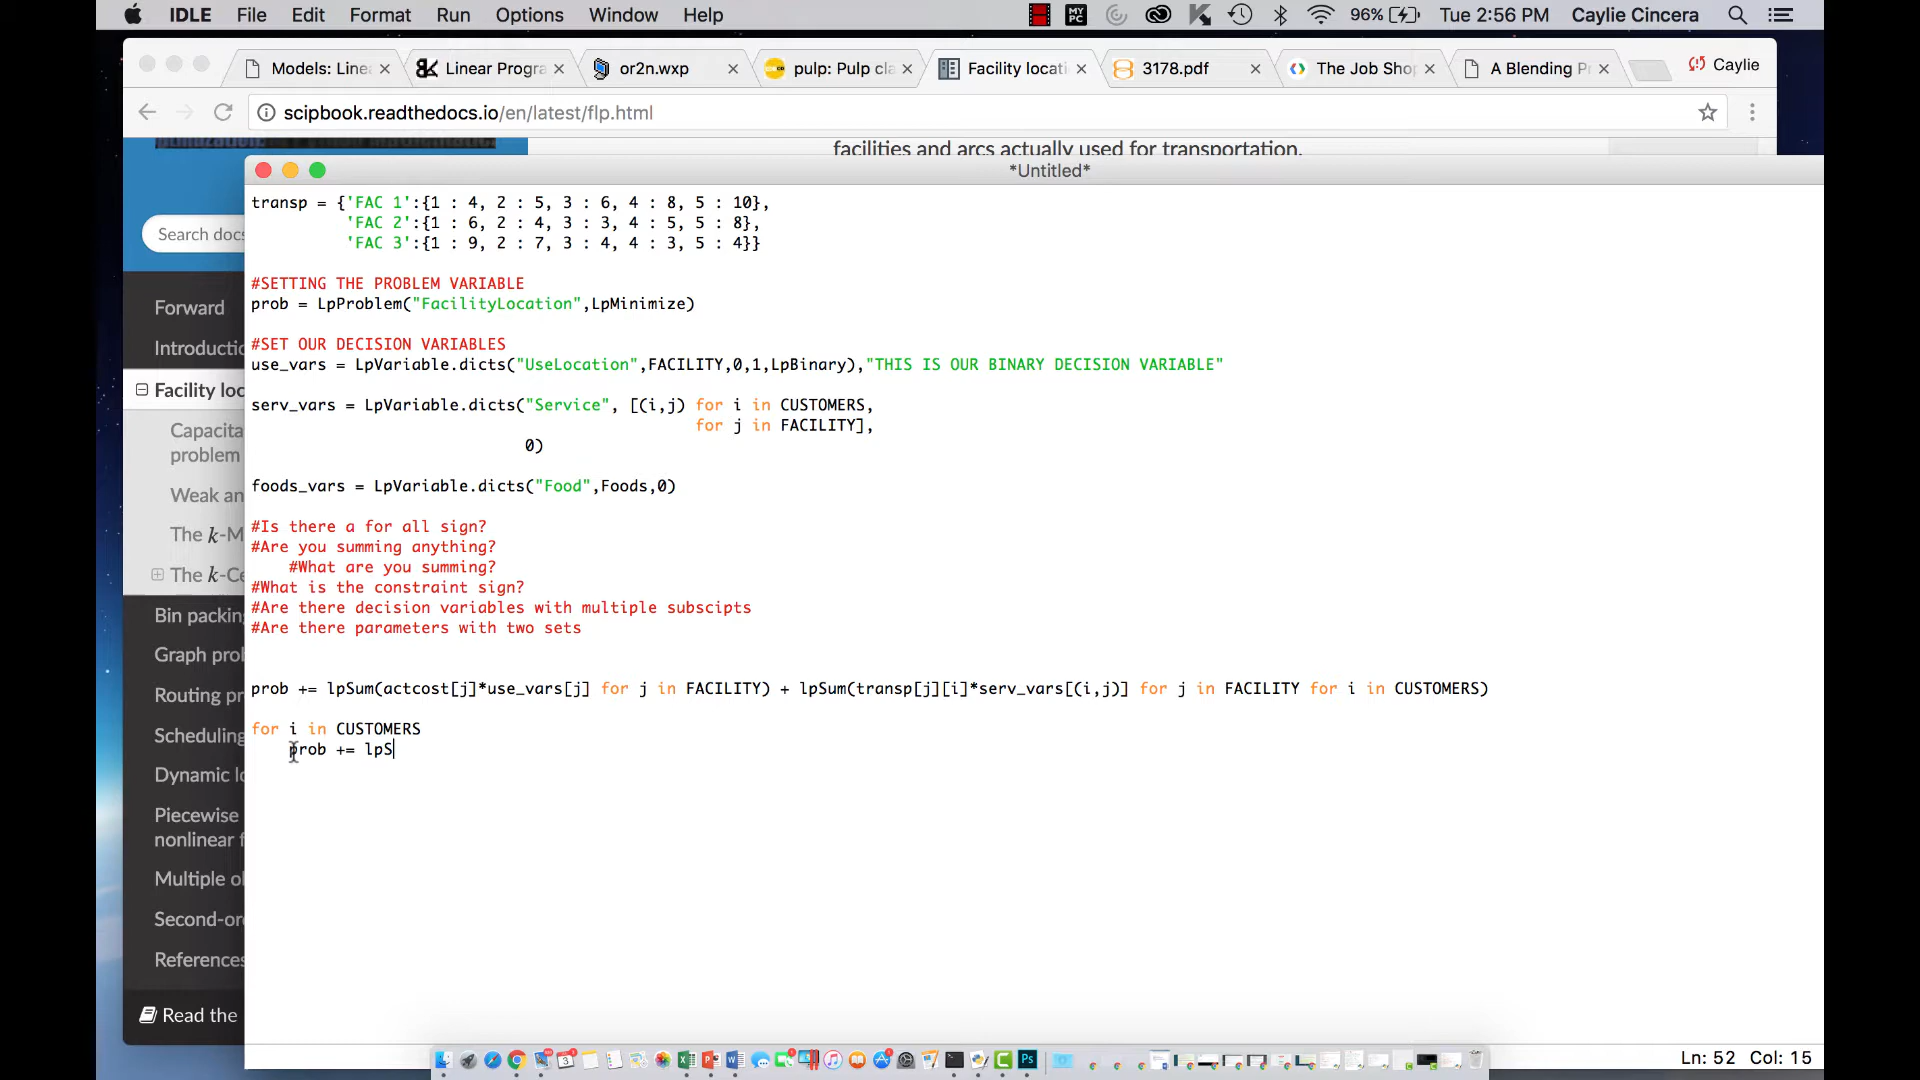 IDLE File Edit Format Run Options Window Help 96% Tue 2:56 PM Caylie Cincera
Models: Line Linear Progra or2n.wxp pulp: Pulp cla Facility locati 3178.pdf The Job Sho A Blending P Caylie
scipbook.readthedocs.io/en/latest/flp.html
facilities and arcs actually used for transportation.
*Untitled*
Search docs
Forward
Introductio
Facility loc
Capacita
problem
Weak an
The k-M
The k-Ce
Bin packing
Graph prob
Routing pr
Scheduling
Dynamic lo
Piecewise
nonlinear f
Multiple ob
Second-or
References
Read the
transp = {'FAC 1':{1 : 4, 2 : 5, 3 : 6, 4 : 8, 5 : 10},
'FAC 2':{1 : 6, 2 : 4, 3 : 3, 4 : 5, 5 : 8},
'FAC 3':{1 : 9, 2 : 7, 3 : 4, 4 : 3, 5 : 4}}
#SETTING THE PROBLEM VARIABLE
prob = LpProblem("FacilityLocation",LpMinimize)
#SET OUR DECISION VARIABLES
use_vars = LpVariable.dicts("UseLocation",FACILITY,0,1,LpBinary),"THIS IS OUR BINARY DECISION VARIABLE"
serv_vars = LpVariable.dicts("Service", [(i,j) for i in CUSTOMERS,
for j in FACILITY],
0)
foods_vars = LpVariable.dicts("Food",Foods,0)
#Is there a for all sign?
#Are you summing anything?
#What are you summing?
#What is the constraint sign?
#Are there decision variables with multiple subscipts
#Are there parameters with two sets
prob += lpSum(actcost[j]*use_vars[j] for j in FACILITY) + lpSum(transp[j][i]*serv_vars[(i,j)] for j in FACILITY for i in CUSTOMERS)
for i in CUSTOMERS
prob += lpS
Ln: 52 Col: 15